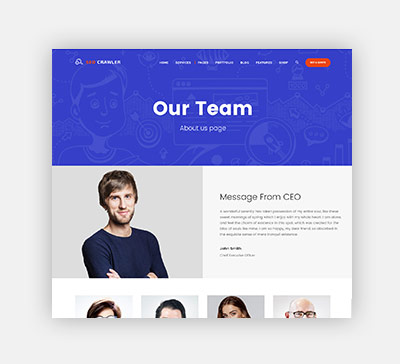 SEO CRAWLER
HOME SERVICES PAGES PORTFOLIO BLOG FEATURES SHOP
Our Team
About us page
Message From CEO
A wonderful serenity has taken possession of my entire soul, like these
sweet mornings of spring which I enjoy with my whole heart. I am alone,
and feel the charm of existence in this spot, which was created for the
bliss of souls like mine. I am so happy, my dear friend, so absorbed in
the exquisite sense of mere tranquil existence
John Smith
Chief Executive Officer